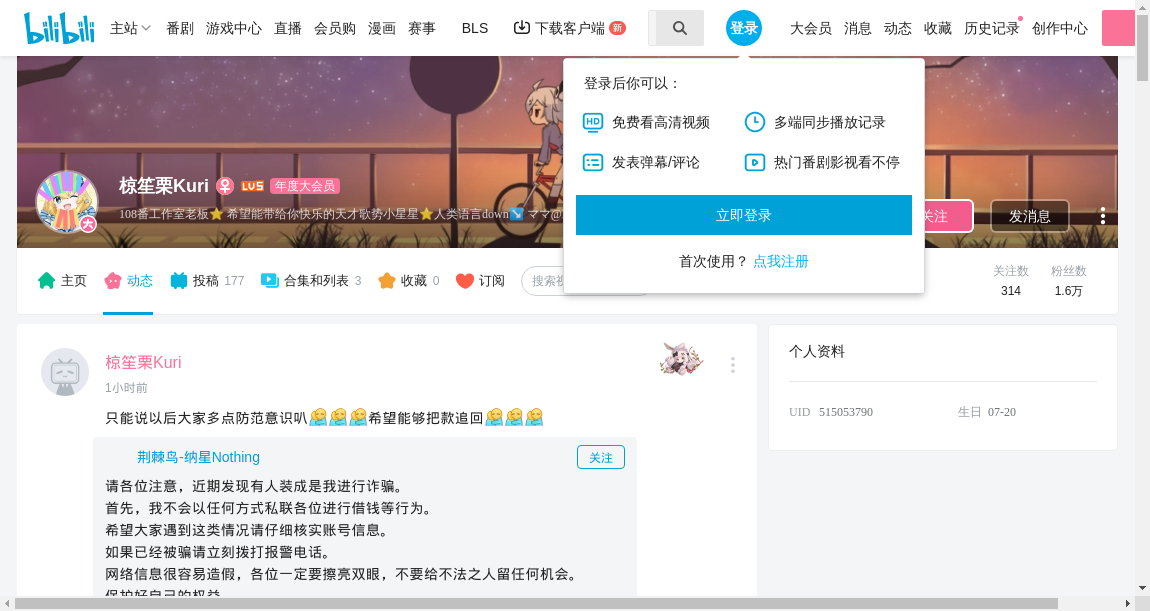 bilibili 主站 番剧 游戏中心 直播 会员购 漫画 赛事 BLS 下载客户端 新 登录 大会员 消息 动态 收藏 历史记录 创作中心
登录后你可以：
HD 免费看高清视频 多端同步播放记录
发表弹幕/评论 热门番剧影视看不停
立即登录
首次使用？ 点我注册
椋笙栗Kuri LV5 年度大会员
大
108番工作室老板⭐ 希望能带给你快乐的天才歌势小星星⭐人类语言down↘️ ママ@
关注 发消息
主页 动态 投稿 177 合集和列表 3 收藏 0 订阅 搜索
关注数 粉丝数
314 1.6万
椋笙栗Kuri
1小时前
只能说以后大家多点防范意识叭希望能够把款追回
荆棘鸟-纳星Nothing 关注
请各位注意，近期发现有人装成是我进行诈骗。
首先，我不会以任何方式私联各位进行借钱等行为。
希望大家遇到这类情况请仔细核实账号信息。
如果已经被骗请立刻拨打报警电话。
网络信息很容易造假，各位一定要擦亮双眼，不要给不法之人留任何机会。
保护好自己的权益
个人资料
UID 515053790 生日 07-20